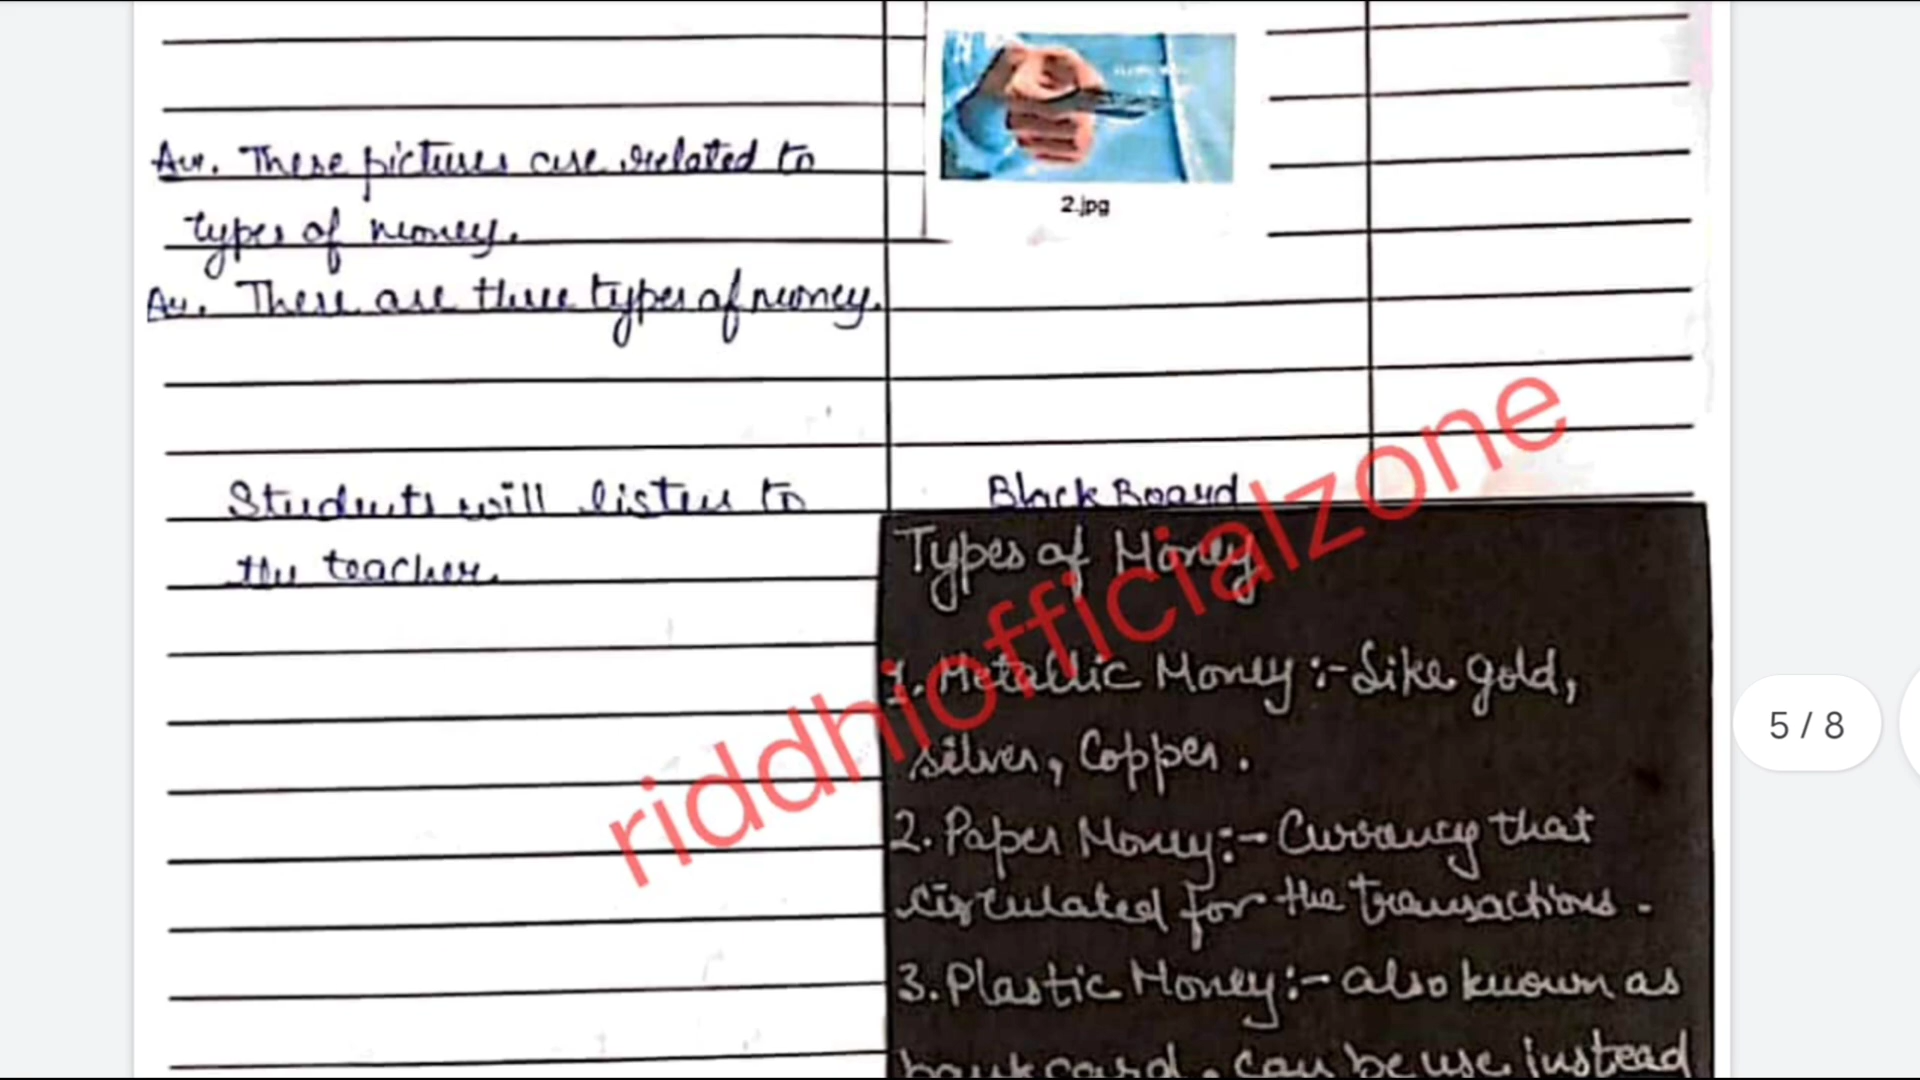 Ans. These pictures are related to
types of money.
Ans. There are three types of money.
Students will listen to
the teacher.
2.jpg
Black Board
Types of Money
1. Metallic Money :- Like gold,
silver, Copper.
2. Paper Money :- Currancy that
circulated for the transactions.
3. Plastic Money :- also known as
bank card, can be use instead
riddhiofficialzone
5 / 8